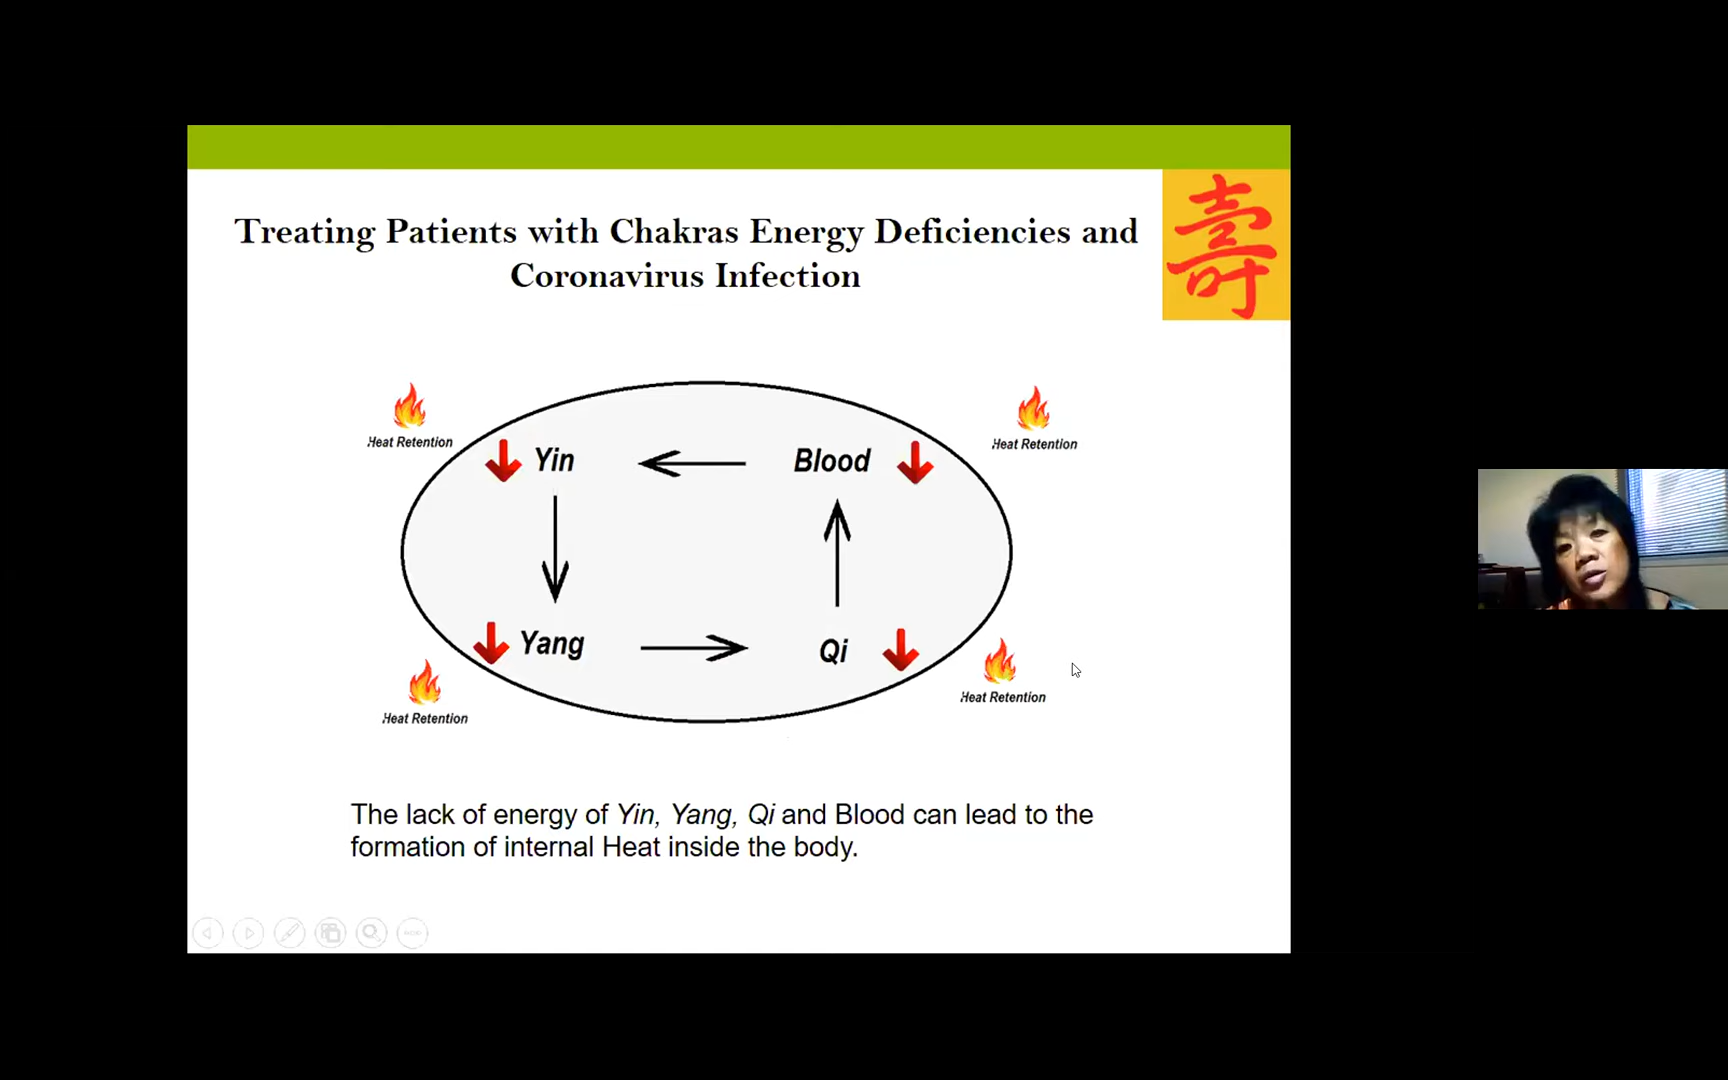 Treating Patients with Chakras Energy Deficiencies and
Coronavirus Infection
壽
Heat Retention
Heat Retention
Yin
Blood
Yang
Qi
Heat Retention
Heat Retention
The lack of energy of Yin, Yang, Qi and Blood can lead to the
formation of internal Heat inside the body.